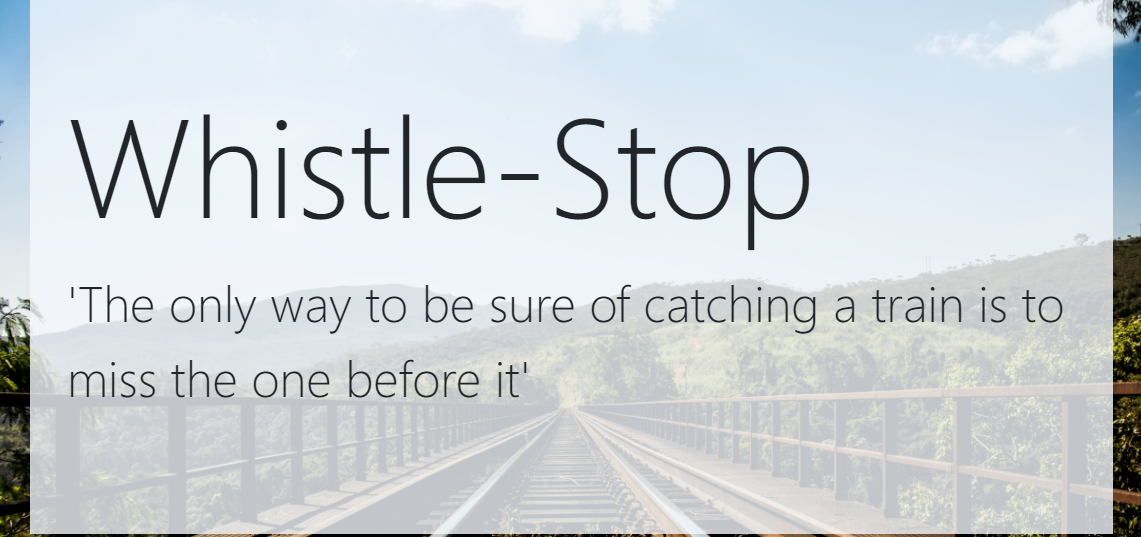 Whistle-Stop
'The only way to be sure of catching a train is to
miss the one before it'